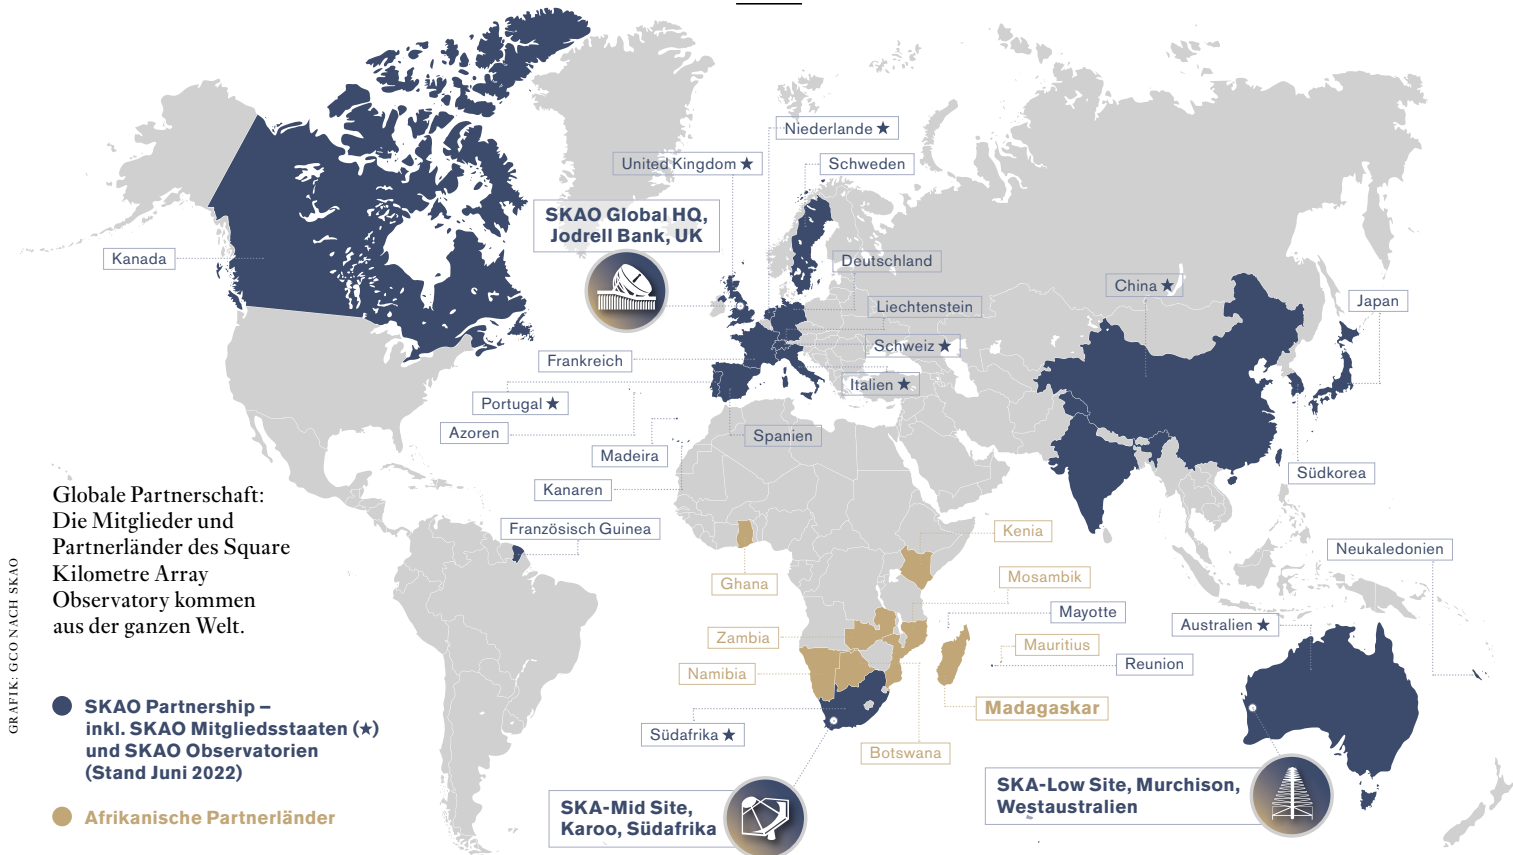 Niederlande ★
United Kingdom ★
Schweden
SKAO Global HQ,
Jodrell Bank, UK
Kanada
Deutschland
China ★
Liechtenstein
Japan
Schweiz ★
Frankreich
Italien ★
Portugal ★
Azoren
Spanien
Madeira
Südkorea
Kanaren
Globale Partnerschaft:
Die Mitglieder und
Partnerländer des Square
Kilometre Array
Observatory kommen
aus der ganzen Welt.
Französisch Guinea
Kenia
Neukaledonien
Ghana
Mosambik
Mayotte
Australien ★
Zambia
Mauritius
Reunion
Namibia
Madagaskar
Südafrika ★
Botswana
GRAFIK: GCO NACH SKAO
SKAO Partnership –
inkl. SKAO Mitgliedsstaaten (★)
und SKAO Observatorien
(Stand Juni 2022)
Afrikanische Partnerländer
SKA-Mid Site,
Karoo, Südafrika
SKA-Low Site, Murchison,
Westaustralien